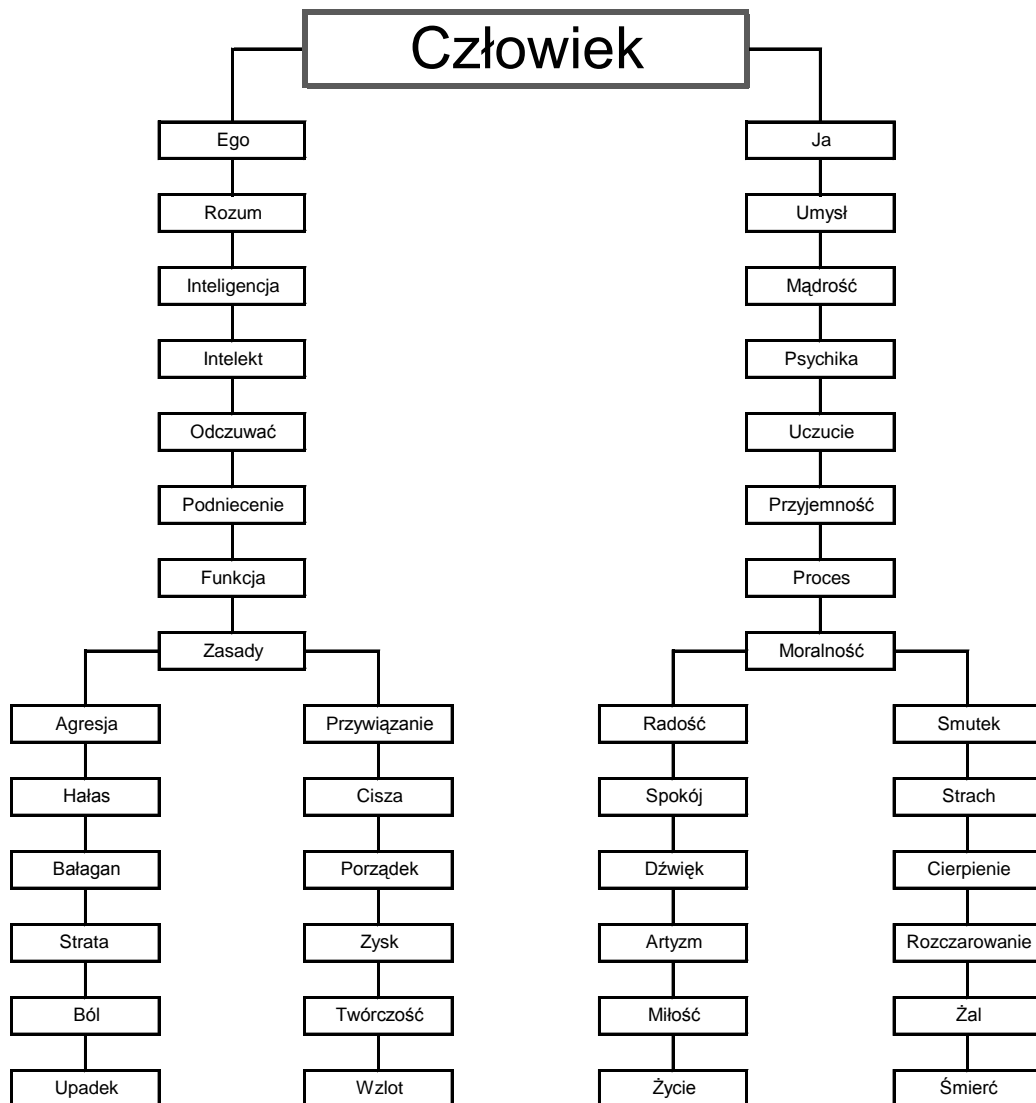 Człowiek
Ego
Ja
Rozum
Umysł
Inteligencja
Mądrość
Intelekt
Psychika
Odczuwać
Uczucie
Podniecenie
Przyjemność
Funkcja
Proces
Zasady
Moralność
Agresja
Przywiązanie
Radość
Smutek
Hałas
Cisza
Spokój
Strach
Bałagan
Porządek
Dźwięk
Cierpienie
Strata
Zysk
Artyzm
Rozczarowanie
Ból
Twórczość
Miłość
Żal
Upadek
Wzlot
Życie
Śmierć